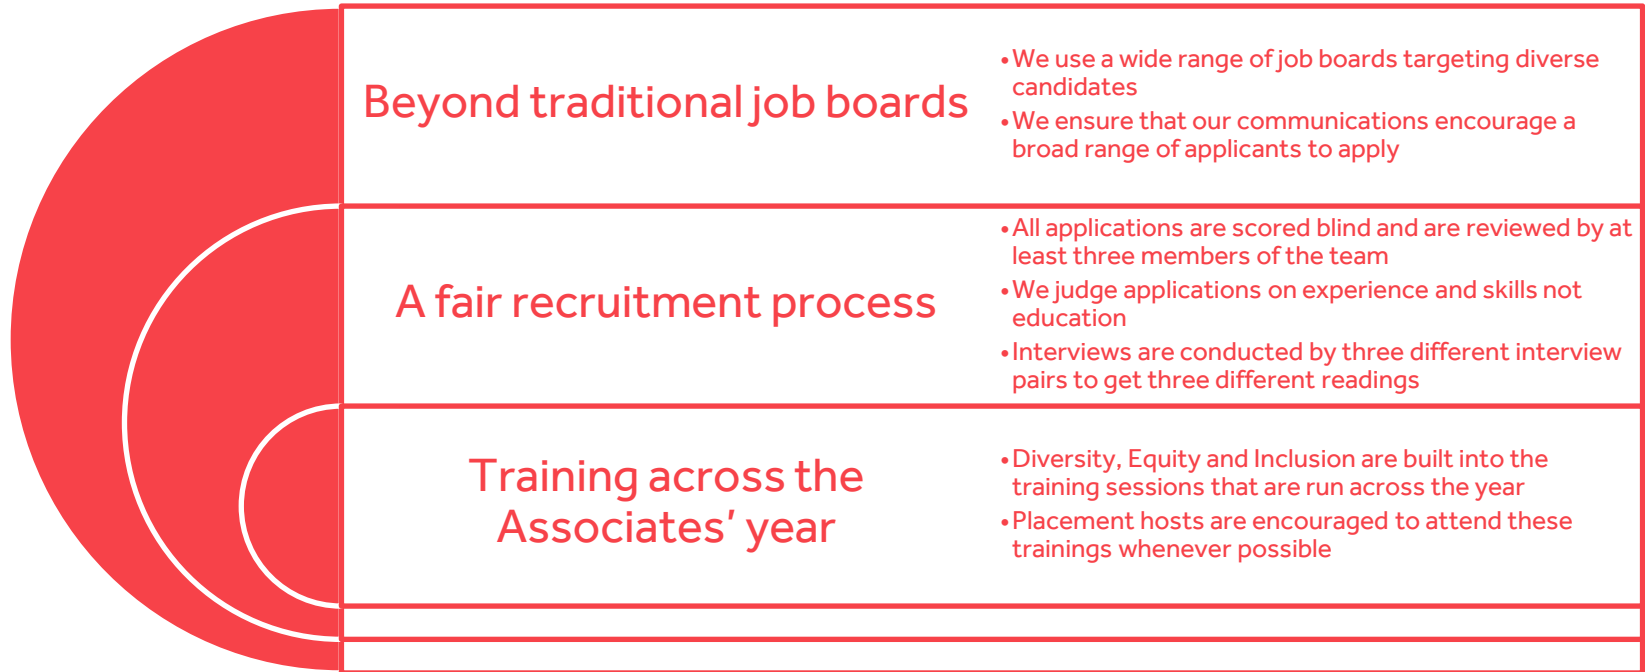 Beyond traditional job boards
•We use a wide range of job boards targeting diverse
candidates
•We ensure that our communications encourage a
broad range of applicants to apply
A fair recruitment process
•All applications are scored blind and are reviewed by at
least three members of the team
•We judge applications on experience and skills not
education
•Interviews are conducted by three different interview
pairs to get three different readings
Training across the
Associates’ year
•Diversity, Equity and Inclusion are built into the
training sessions that are run across the year
•Placement hosts are encouraged to attend these
trainings whenever possible